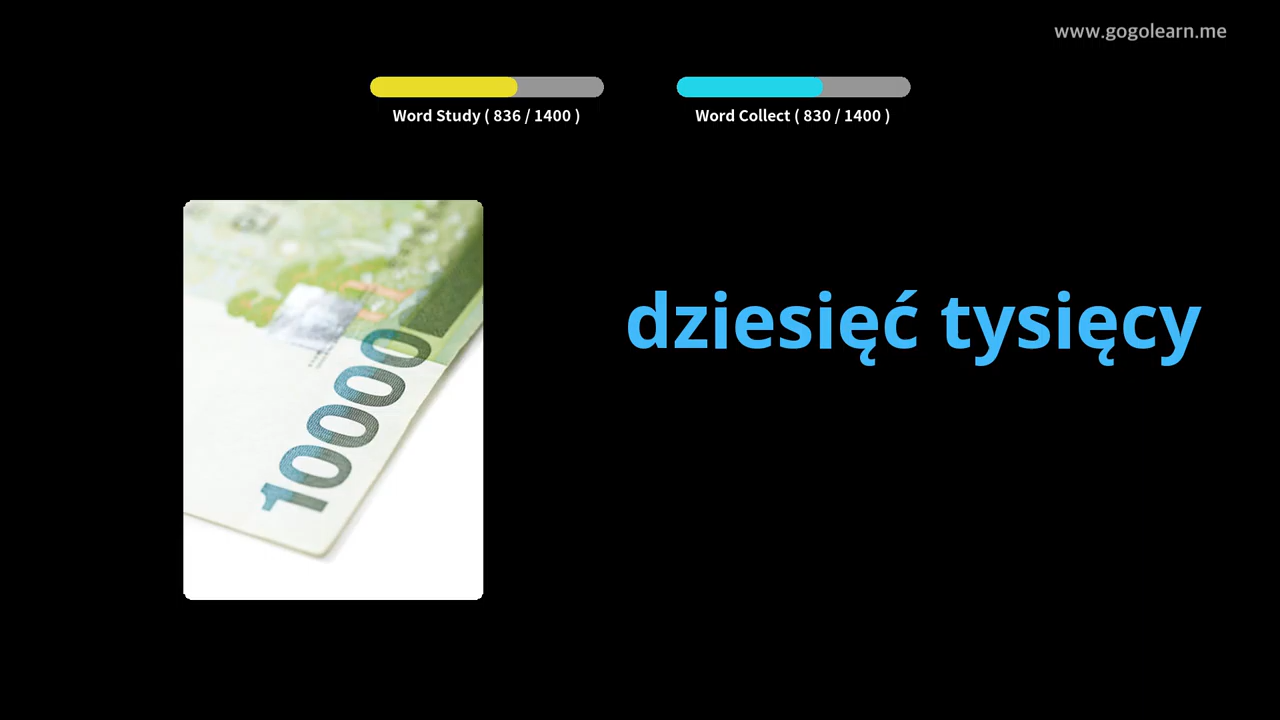 www.gogolearn.me
Word Study ( 836 / 1400 )
Word Collect ( 830 / 1400 )
dziesięć tysięcy
10000